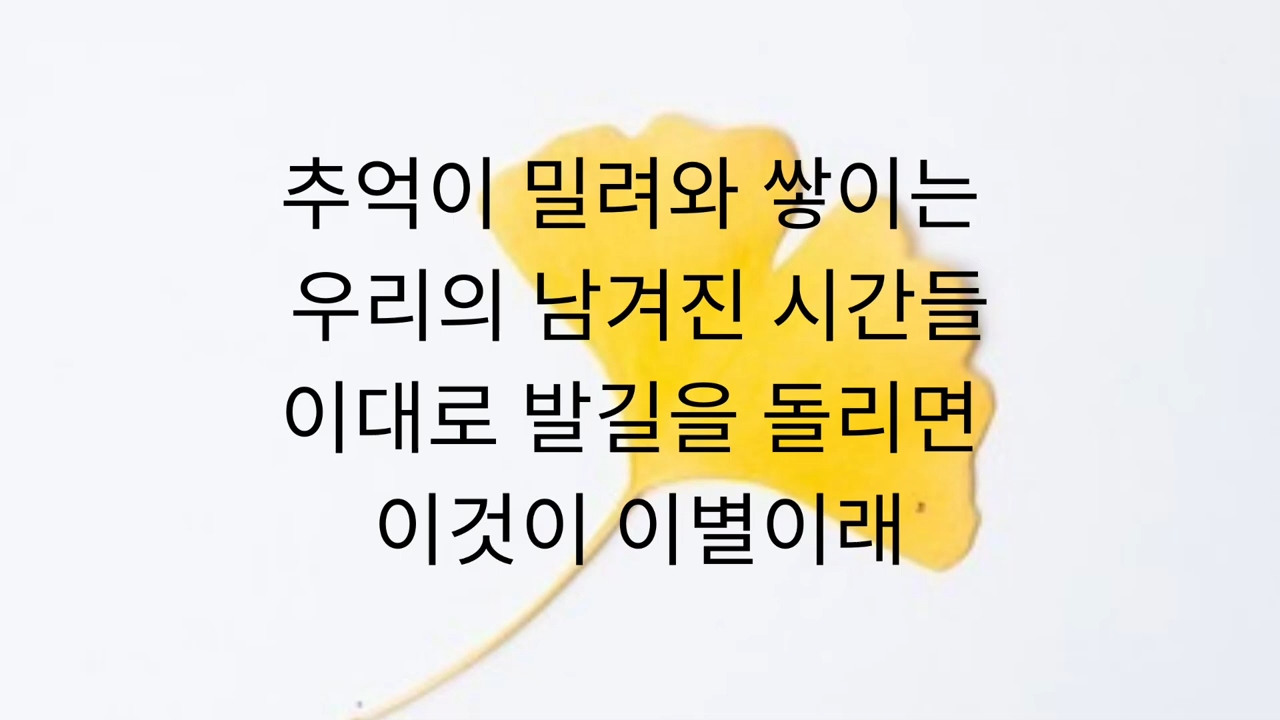 추억이 밀려와 쌓이는
우리의 남겨진 시간들
이대로 발길을 돌리면
이것이 이별이래